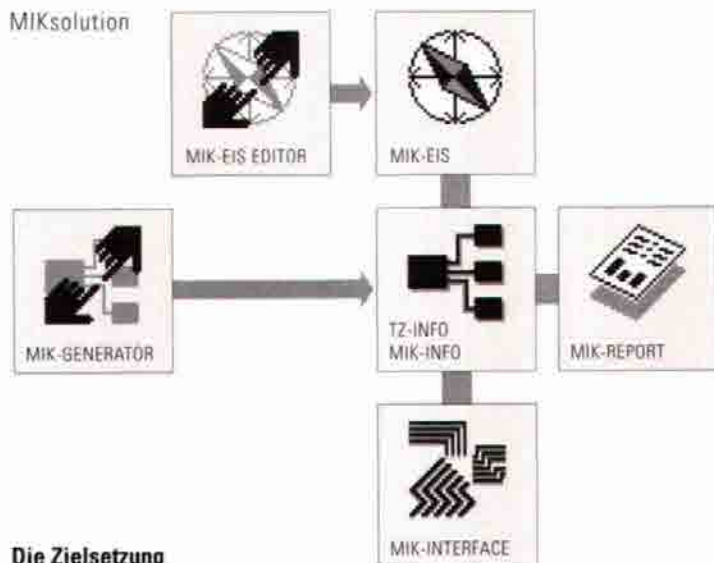 MIKsolution
MIK-EIS EDITOR
MIK-EIS
MIK-GENERATOR
TZ-INFO
MIK-INFO
MIK-REPORT
MIK-INTERFACE
Die Zielsetzung